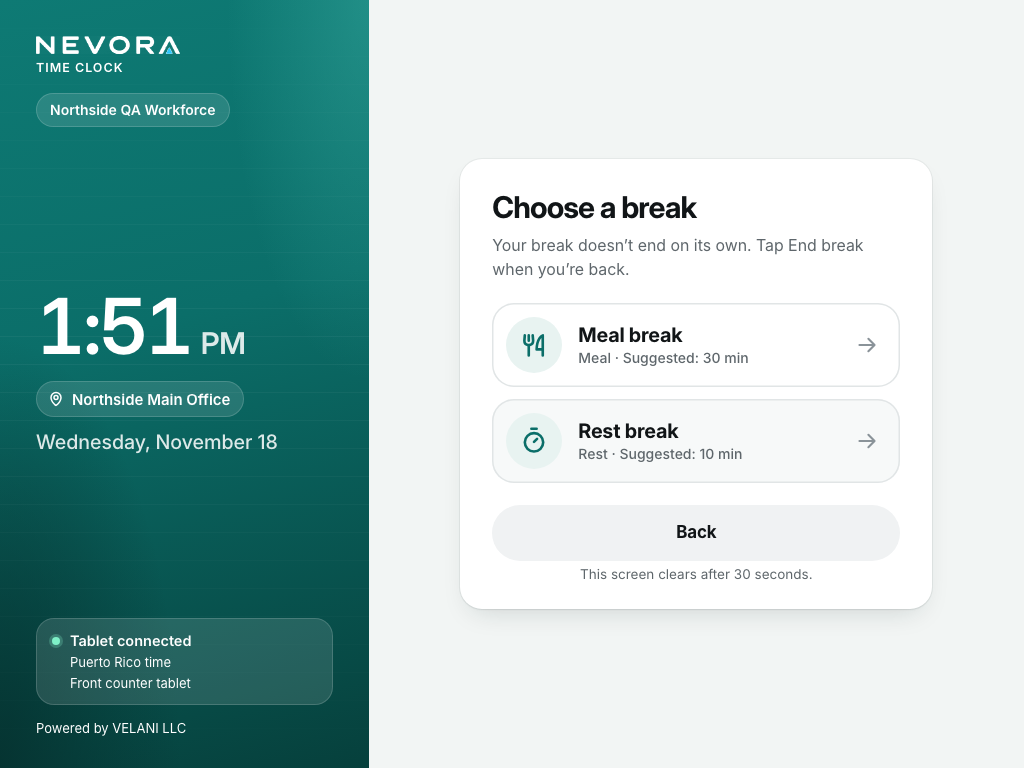 NEVORA
TIME CLOCK
Northside QA Workforce
1:51 PM
Northside Main Office
Wednesday, November 18
Tablet connected
Puerto Rico time
Front counter tablet
Powered by VELANI LLC
Choose a break
Your break doesn’t end on its own. Tap End break
when you’re back.
Meal break
Meal · Suggested: 30 min
Rest break
Rest · Suggested: 10 min
Back
This screen clears after 30 seconds.